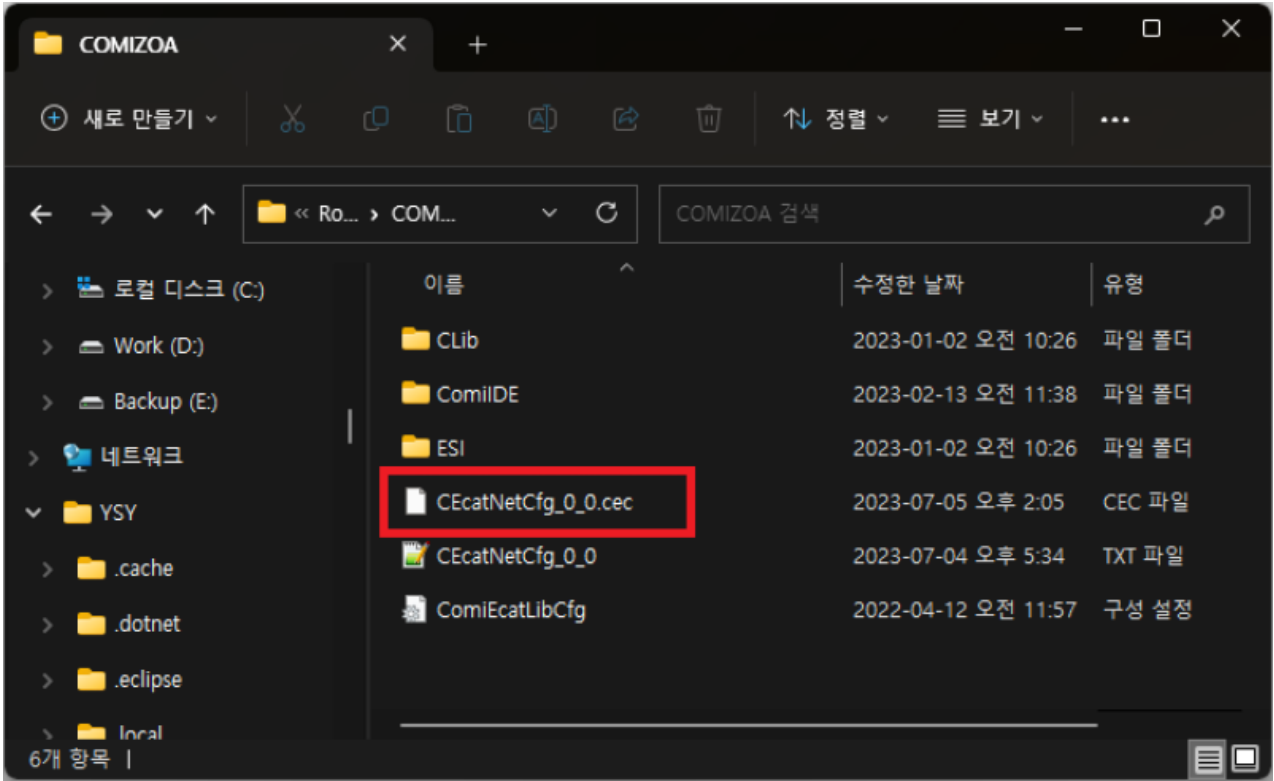 COMIZOA
새로 만들기
정렬
보기
« Ro... › COM...
COMIZOA 검색
로컬 디스크 (C:)
Work (D:)
Backup (E:)
네트워크
YSY
.cache
.dotnet
.eclipse
.local
이름 수정한 날짜 유형
CLib 2023-01-02 오전 10:26 파일 폴더
ComiIDE 2023-02-13 오전 11:38 파일 폴더
ESI 2023-01-02 오전 10:26 파일 폴더
CEcatNetCfg_0_0.cec 2023-07-05 오후 2:05 CEC 파일
CEcatNetCfg_0_0 2023-07-04 오후 5:34 TXT 파일
ComiEcatLibCfg 2022-04-12 오전 11:57 구성 설정
6개 항목